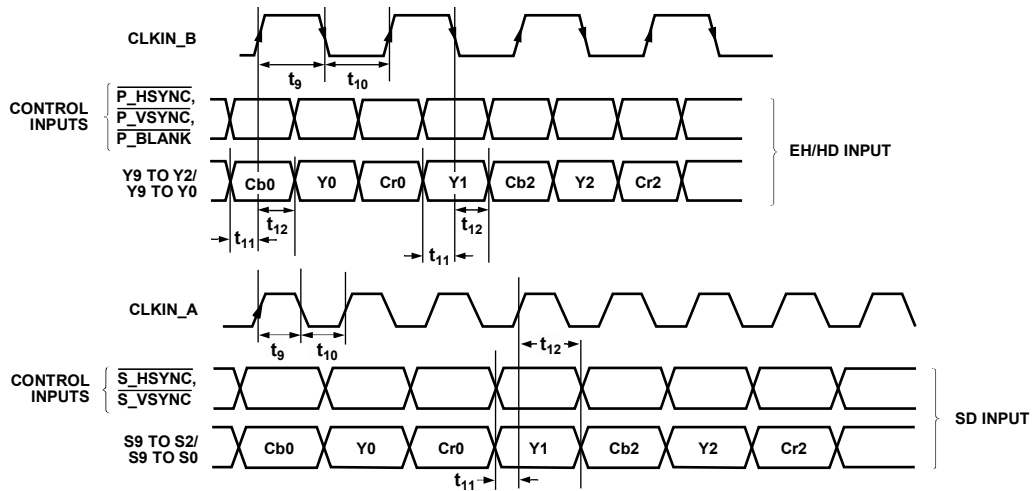 CLKIN_B
t9
t10
CONTROL
INPUTS
P_HSYNC,
P_VSYNC,
P_BLANK
EH/HD INPUT
Y9 TO Y2/
Y9 TO Y0
Cb0 Y0 Cr0 Y1 Cb2 Y2 Cr2
t12
t12
t11
t11
CLKIN_A
t9
t10
t12
CONTROL
INPUTS
S_HSYNC,
S_VSYNC
SD INPUT
S9 TO S2/
S9 TO S0
Cb0 Y0 Cr0 Y1 Cb2 Y2 Cr2
t11